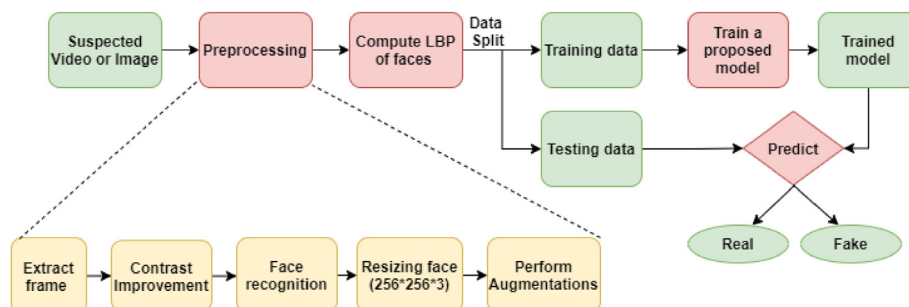 Suspected
Video or Image
Preprocessing
Compute LBP
of faces
Data
Split
Training data
Train a
proposed
model
Trained
model
Testing data
Predict
Real
Fake
Extract
frame
Contrast
Improvement
Face
recognition
Resizing face
(256*256*3)
Perform
Augmentations